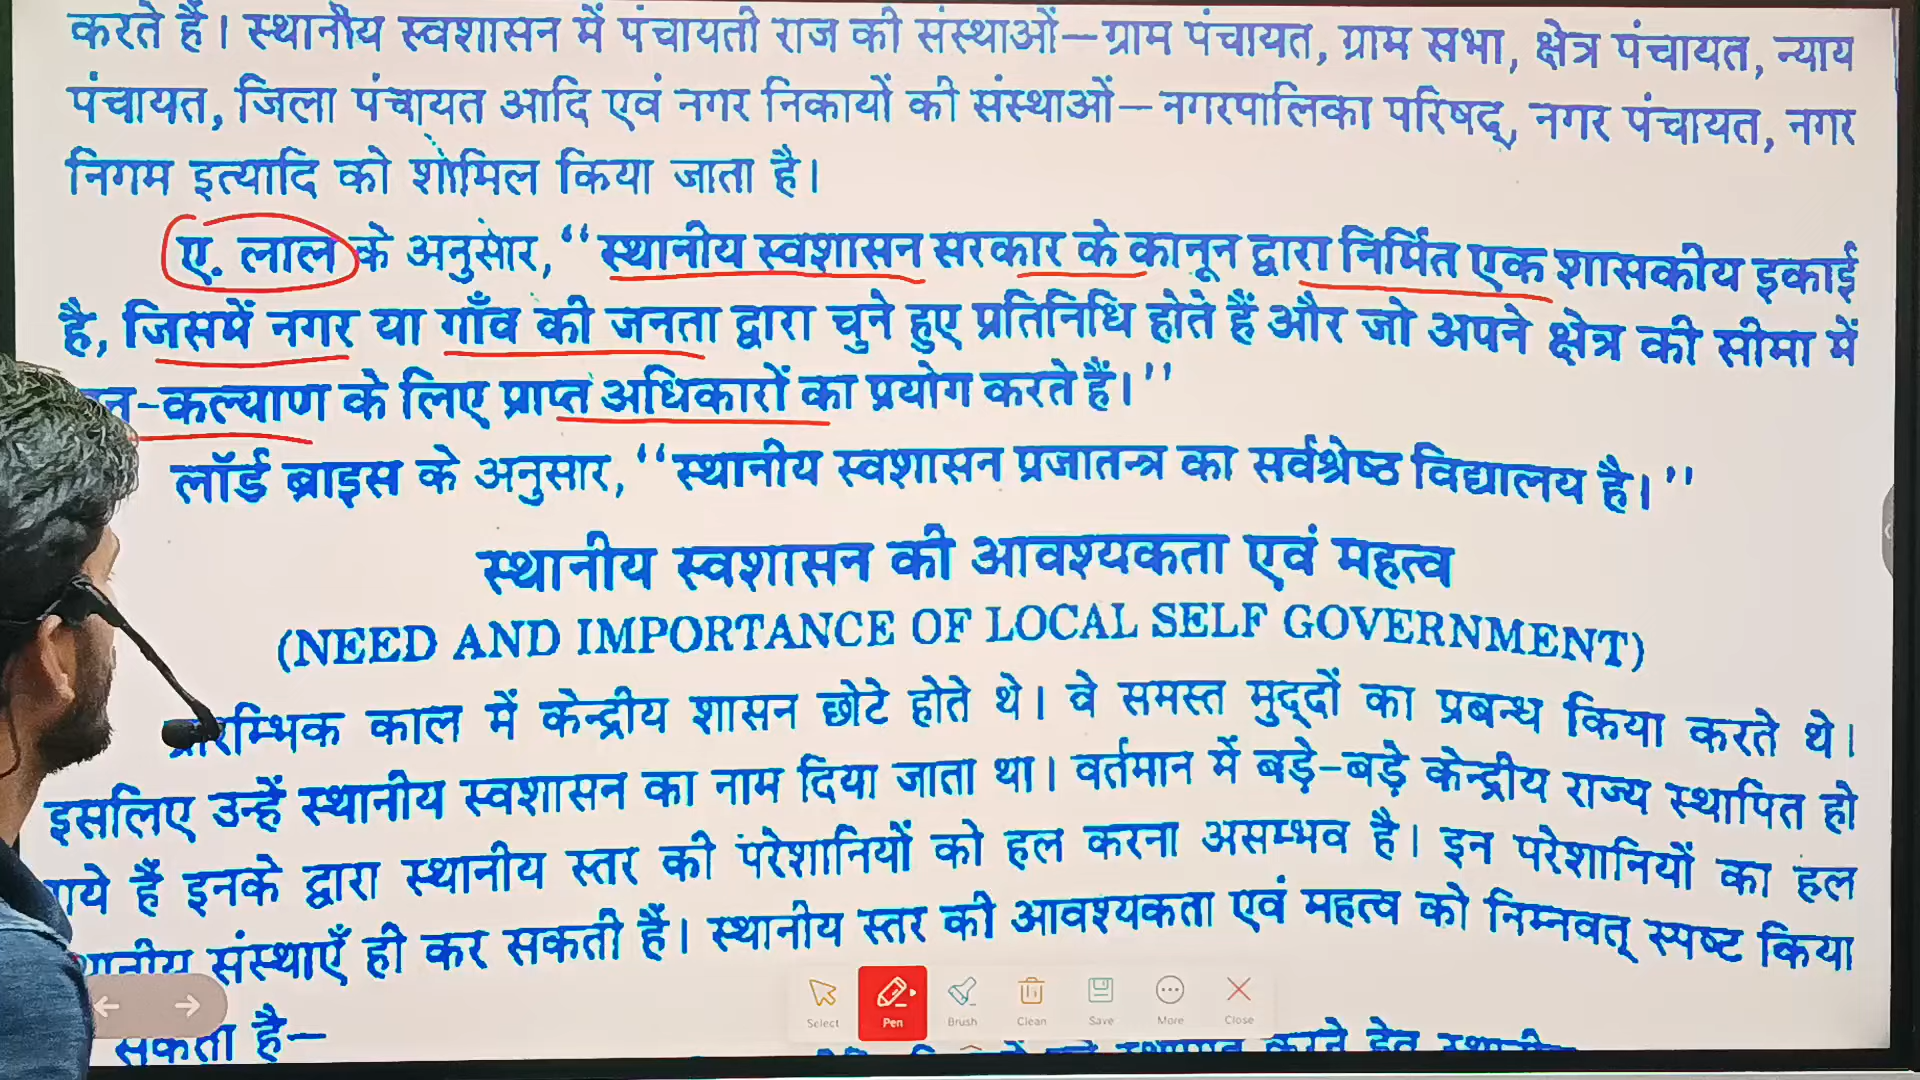 करते हैं। स्थानीय स्वशासन में पंचायती राज की संस्थाओं—ग्राम पंचायत, ग्राम सभा, क्षेत्र पंचायत, न्याय
पंचायत, जिला पंचायत आदि एवं नगर निकायों की संस्थाओं—नगरपालिका परिषद्, नगर पंचायत, नगर
निगम इत्यादि को शामिल किया जाता है।
ए. लाल के अनुसार, "स्थानीय स्वशासन सरकार के कानून द्वारा निर्मित एक शासकीय इकाई
है, जिसमें नगर या गाँव की जनता द्वारा चुने हुए प्रतिनिधि होते हैं और जो अपने क्षेत्र की सीमा में
-कल्याण के लिए प्राप्त अधिकारों का प्रयोग करते हैं।"
लॉर्ड ब्राइस के अनुसार, "स्थानीय स्वशासन प्रजातन्त्र का सर्वश्रेष्ठ विद्यालय है।"
स्थानीय स्वशासन की आवश्यकता एवं महत्व
(NEED AND IMPORTANCE OF LOCAL SELF GOVERNMENT)
काल में केन्द्रीय शासन छोटे होते थे। वे समस्त मुद्दों का प्रबन्ध किया करते थे।
इसलिए उन्हें स्थानीय स्वशासन का नाम दिया जाता था। वर्तमान में बड़े-बड़े केन्द्रीय राज्य स्थापित हो
गये हैं इनके द्वारा स्थानीय स्तर की परेशानियों को हल करना असम्भव है। इन परेशानियों का हल
संस्थाएँ ही कर सकती हैं। स्थानीय स्तर की आवश्यकता एवं महत्व को निम्नवत् स्पष्ट किया
सकता है—
Select Pen Brush Clean Save More Close